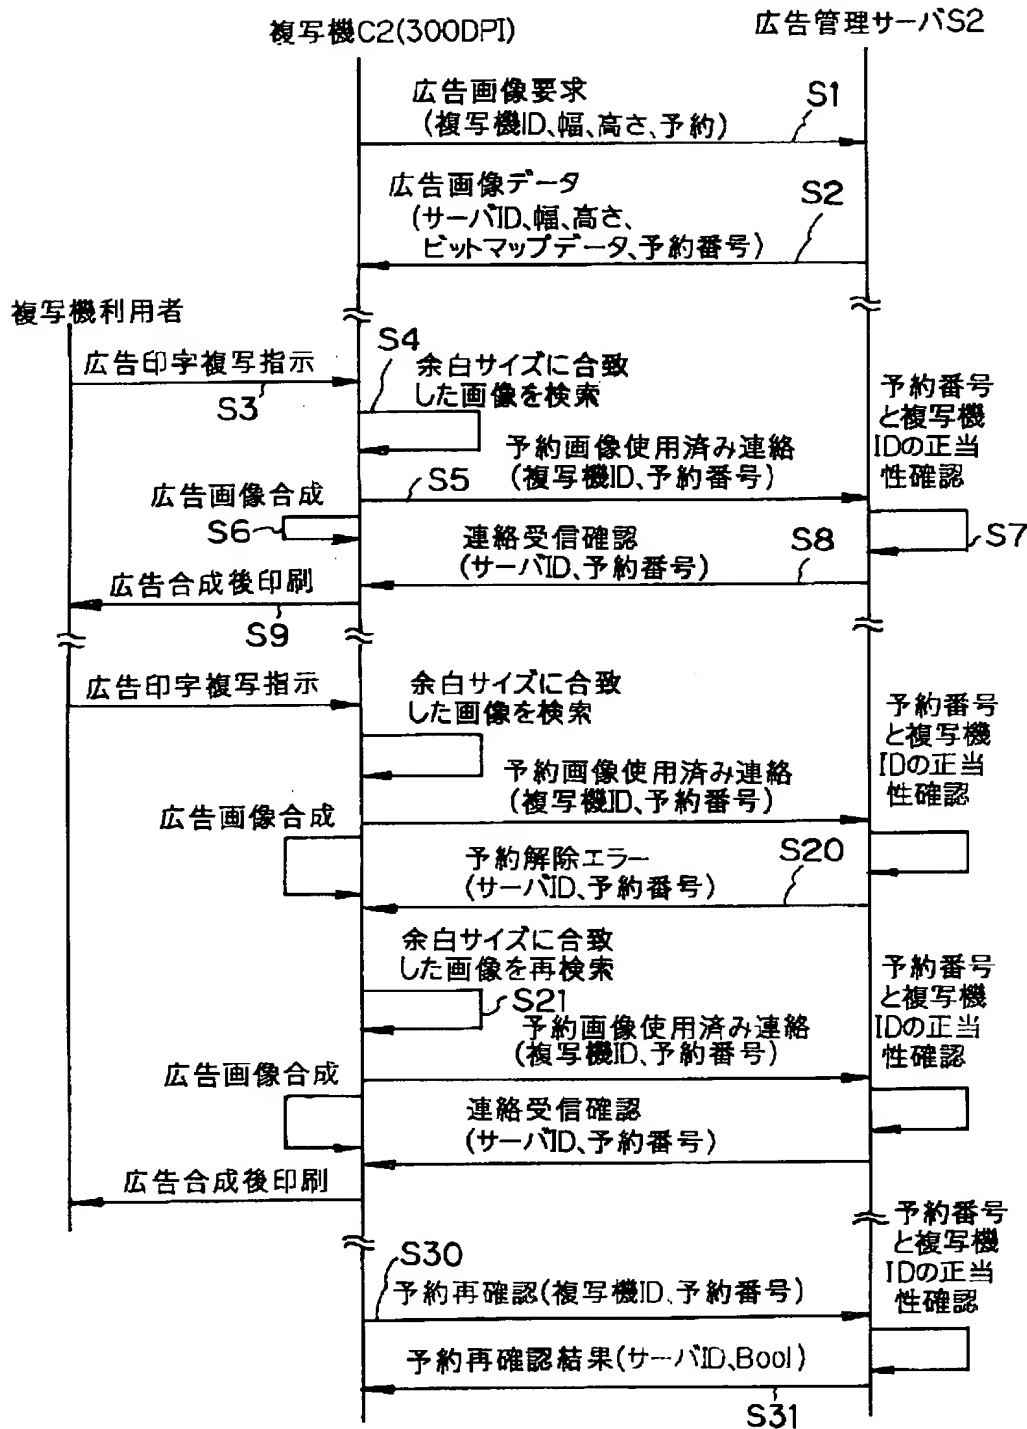 複写機C2(300DPI)
広告管理サーバS2
広告画像要求
(複写機ID、幅、高さ、予約)
S1
広告画像データ
(サーバID、幅、高さ、
ビットマップデータ、予約番号)
S2
複写機利用者
広告印字複写指示
S3
S4
余白サイズに合致
した画像を検索
予約番号
と複写機
IDの正当
性確認
予約画像使用済み連絡
(複写機ID、予約番号)
S5
広告画像合成
S6
S7
連絡受信確認
(サーバID、予約番号)
S8
広告合成後印刷
S9
広告印字複写指示
余白サイズに合致
した画像を検索
予約番号
と複写機
IDの正当
性確認
予約画像使用済み連絡
(複写機ID、予約番号)
広告画像合成
予約解除エラー
(サーバID、予約番号)
S20
余白サイズに合致
した画像を再検索
S21
予約番号
と複写機
IDの正当
性確認
予約画像使用済み連絡
(複写機ID、予約番号)
広告画像合成
連絡受信確認
(サーバID、予約番号)
広告合成後印刷
予約番号
と複写機
IDの正当
性確認
S30
予約再確認(複写機ID、予約番号)
予約再確認結果(サーバID、Bool)
S31